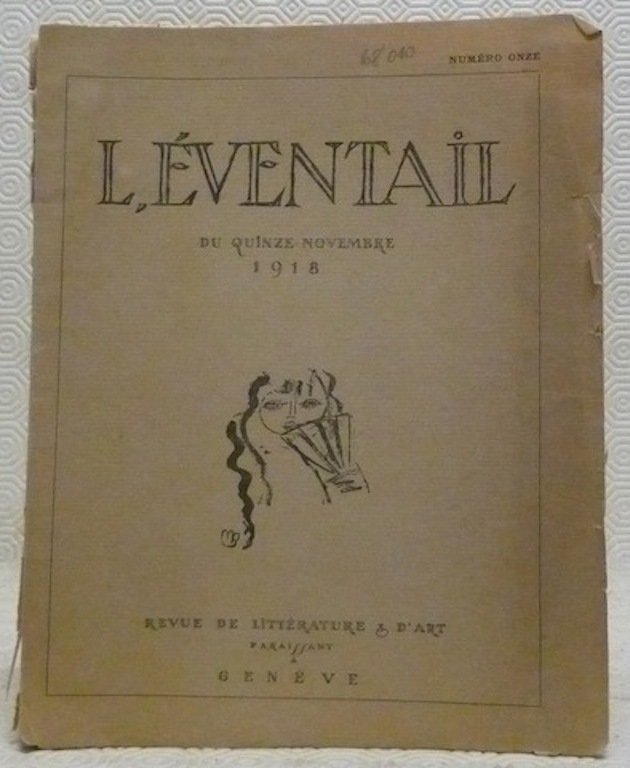 68'040
NUMÉRO ONZE
L'ÉVENTAIL
DU QUINZE NOVEMBRE
1918
REVUE DE LITTÉRATURE & D'ART
PARAISSANT
A
GENÈVE